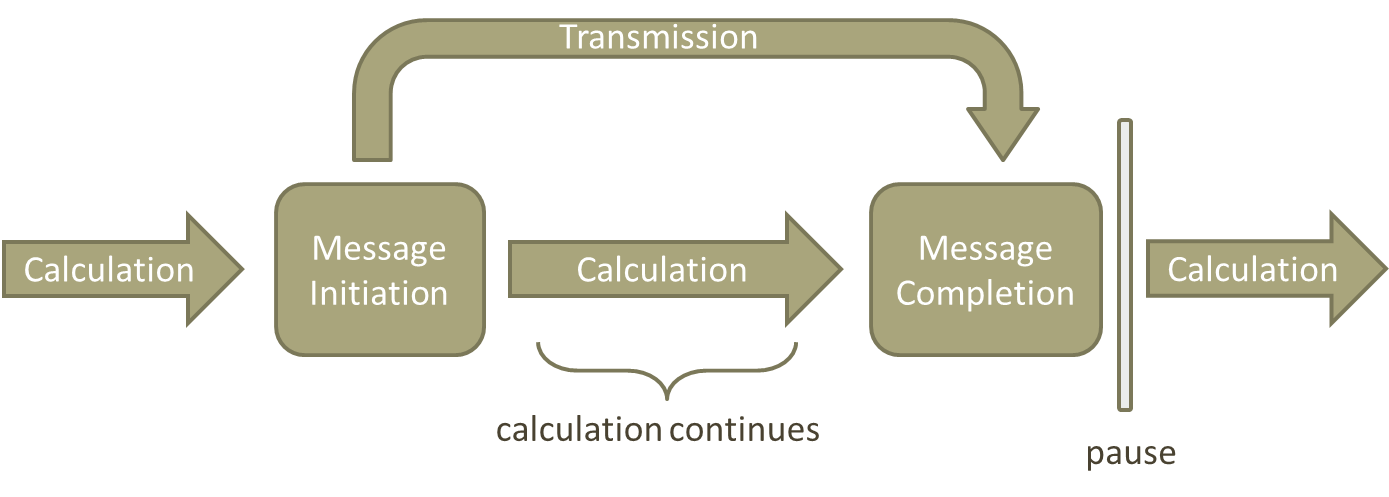 Transmission
Calculation
Message
Initiation
Calculation
Message
Completion
Calculation
calculation continues
pause